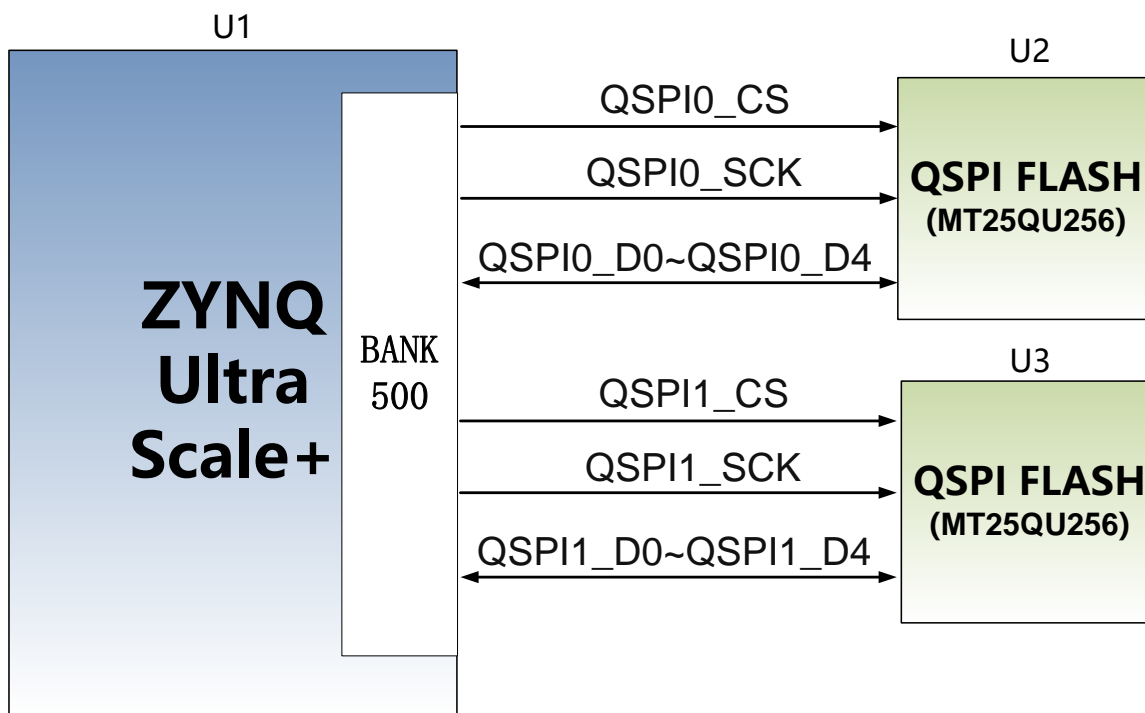 U1
ZYNQ
Ultra
Scale+
BANK
500
QSPI0_CS
QSPI0_SCK
QSPI0_D0~QSPI0_D4
U2
QSPI FLASH
(MT25QU256)
QSPI1_CS
QSPI1_SCK
QSPI1_D0~QSPI1_D4
U3
QSPI FLASH
(MT25QU256)